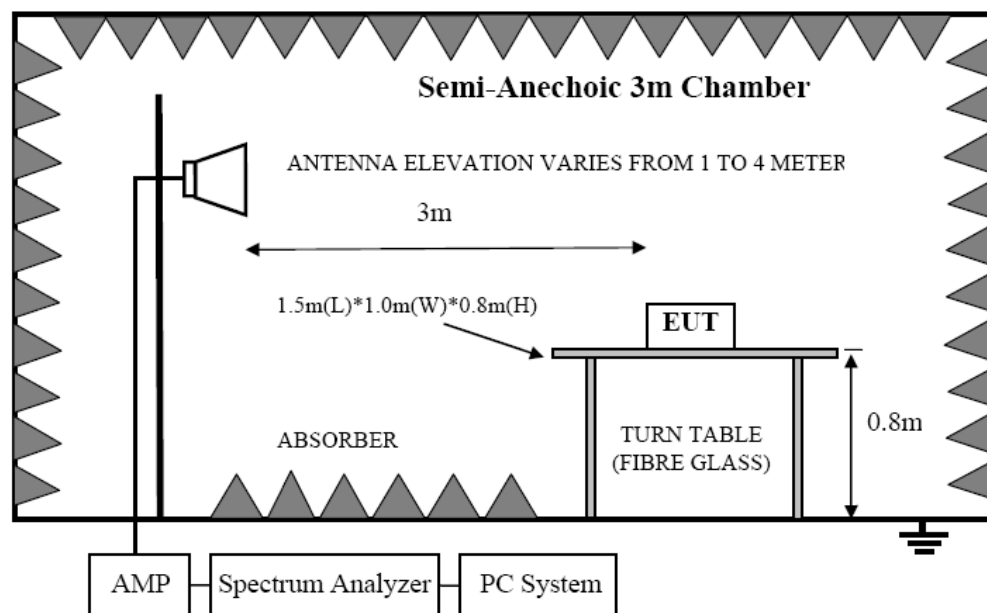 Semi-Anechoic 3m Chamber
ANTENNA ELEVATION VARIES FROM 1 TO 4 METER
3m
1.5m(L)*1.0m(W)*0.8m(H)
EUT
0.8m
ABSORBER
TURN TABLE
(FIBRE GLASS)
AMP
Spectrum Analyzer
PC System